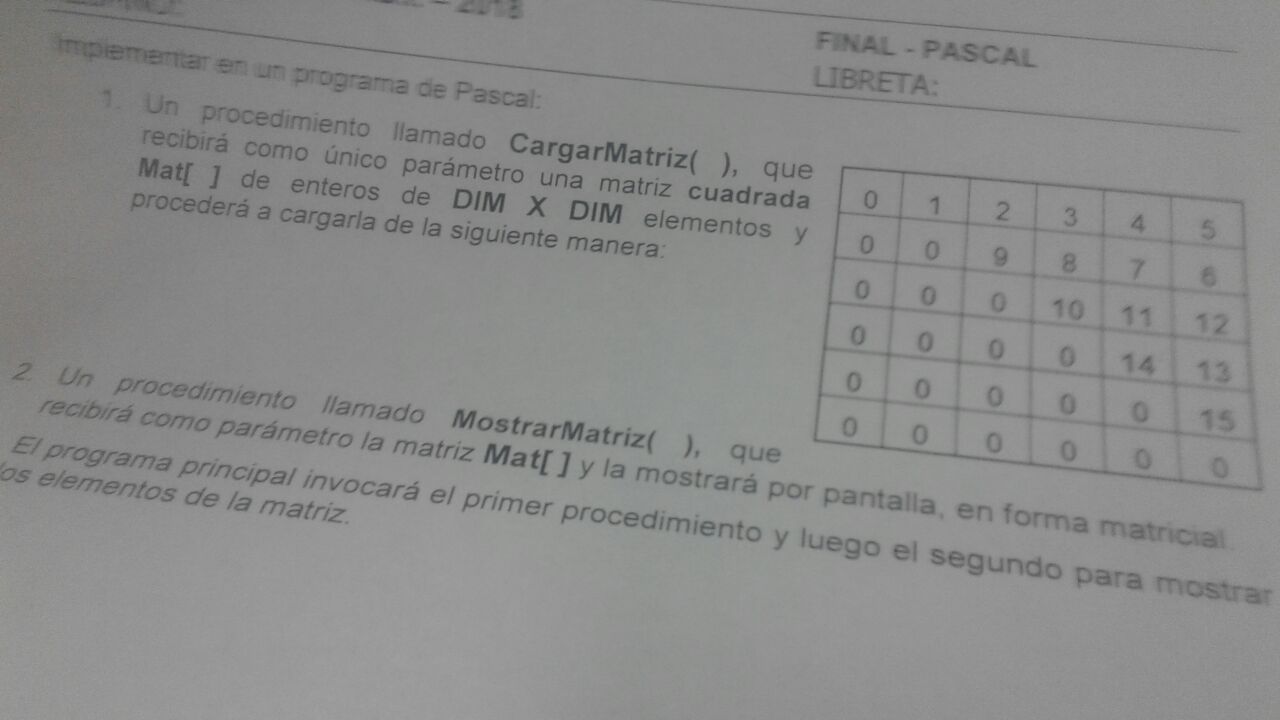 2018
FINAL - PASCAL
LIBRETA:
Implementar en un programa de Pascal:
1. Un procedimiento llamado CargarMatriz( ), que
recibirá como único parámetro una matriz cuadrada
Mat[ ] de enteros de DIM X DIM elementos y
procederá a cargarla de la siguiente manera:
0 1 2 3 4 5
0 0 9 8 7 6
0 0 0 10 11 12
0 0 0 0 14 13
0 0 0 0 0 15
0 0 0 0 0 0
2. Un procedimiento llamado MostrarMatriz( ), que
recibirá como parámetro la matriz Mat[ ] y la mostrará por pantalla, en forma matricial.
El programa principal invocará el primer procedimiento y luego el segundo para mostrar
los elementos de la matriz.